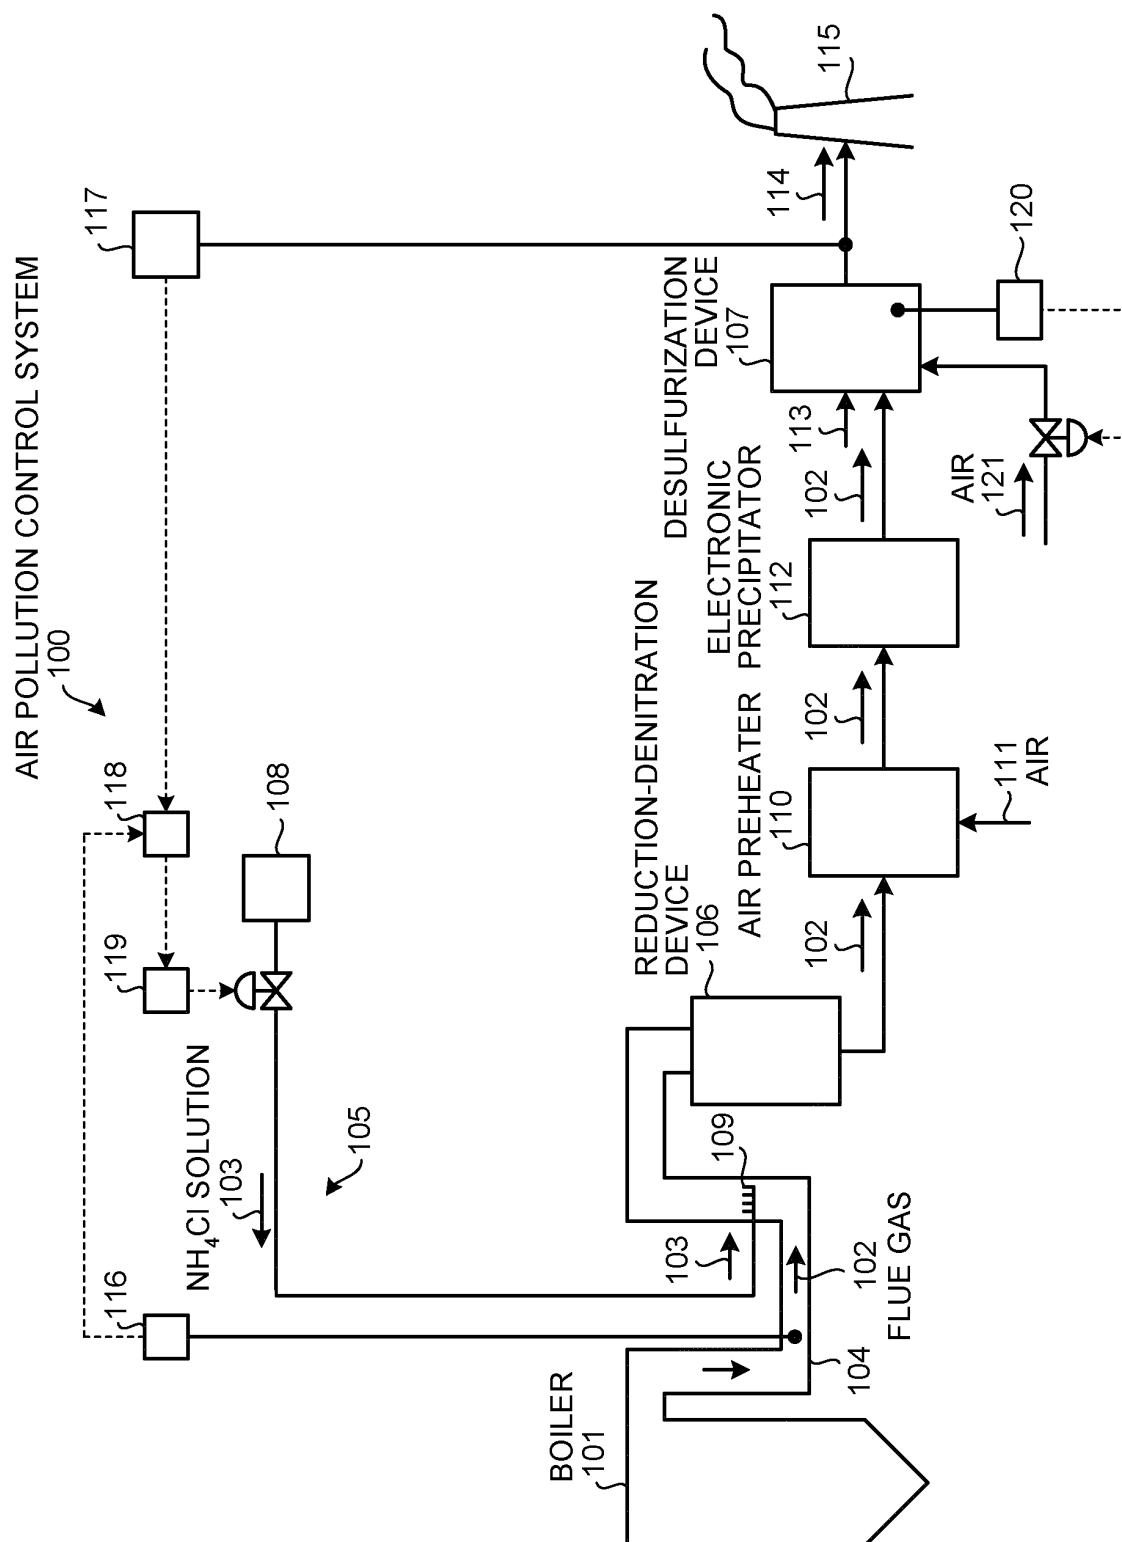 AIR POLLUTION CONTROL SYSTEM
100
116
119
118
117
NH₄Cl SOLUTION
103
108
105
BOILER
101
104
102
FLUE GAS
103
109
REDUCTION-DENITRATION
DEVICE
106
102
AIR PREHEATER
110
111
AIR
102
ELECTRONIC
PRECIPITATOR
112
102
113
DESULFURIZATION
DEVICE
107
AIR
121
120
114
115